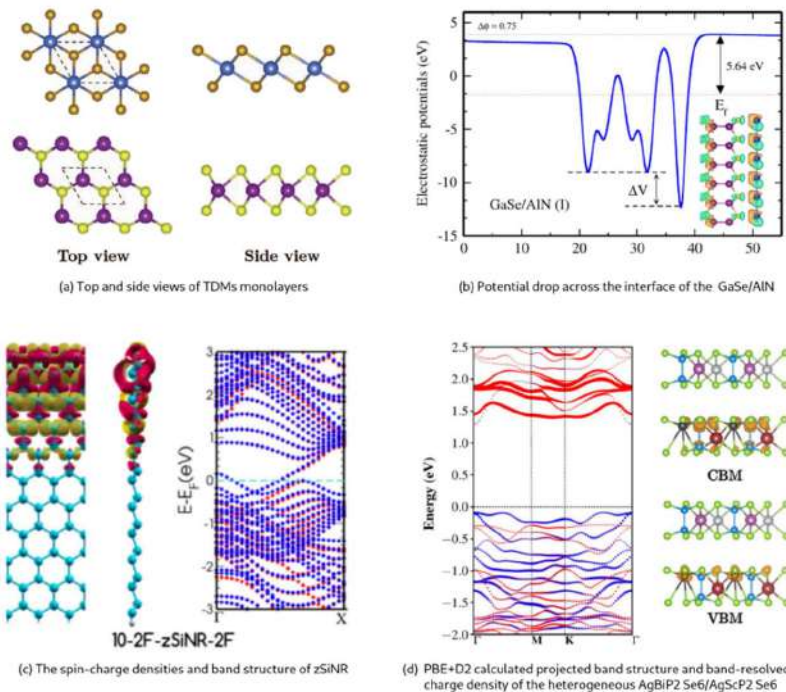 Top view
Side view
(a) Top and side views of TDMs monolayers
Electrostatic potentials (eV)
5
0
-5
-10
-15
Δϕ = 0.75
5.64 eV
E_f
ΔV
GaSe/AlN (I)
0 10 20 30 40 50
(b) Potential drop across the interface of the GaSe/AlN
10-2F-zSiNR-2F
E-E_F(eV)
3
2
1
0
-1
-2
-3
Γ X
(c) The spin-charge densities and band structure of zSiNR
Energy (eV)
2.5
2.0
1.5
1.0
0.5
0.0
−0.5
−1.0
−1.5
−2.0
Γ M K Γ
CBM
VBM
(d) PBE+D2 calculated projected band structure and band-resolved
charge density of the heterogeneous AgBiP2 Se6/AgScP2 Se6